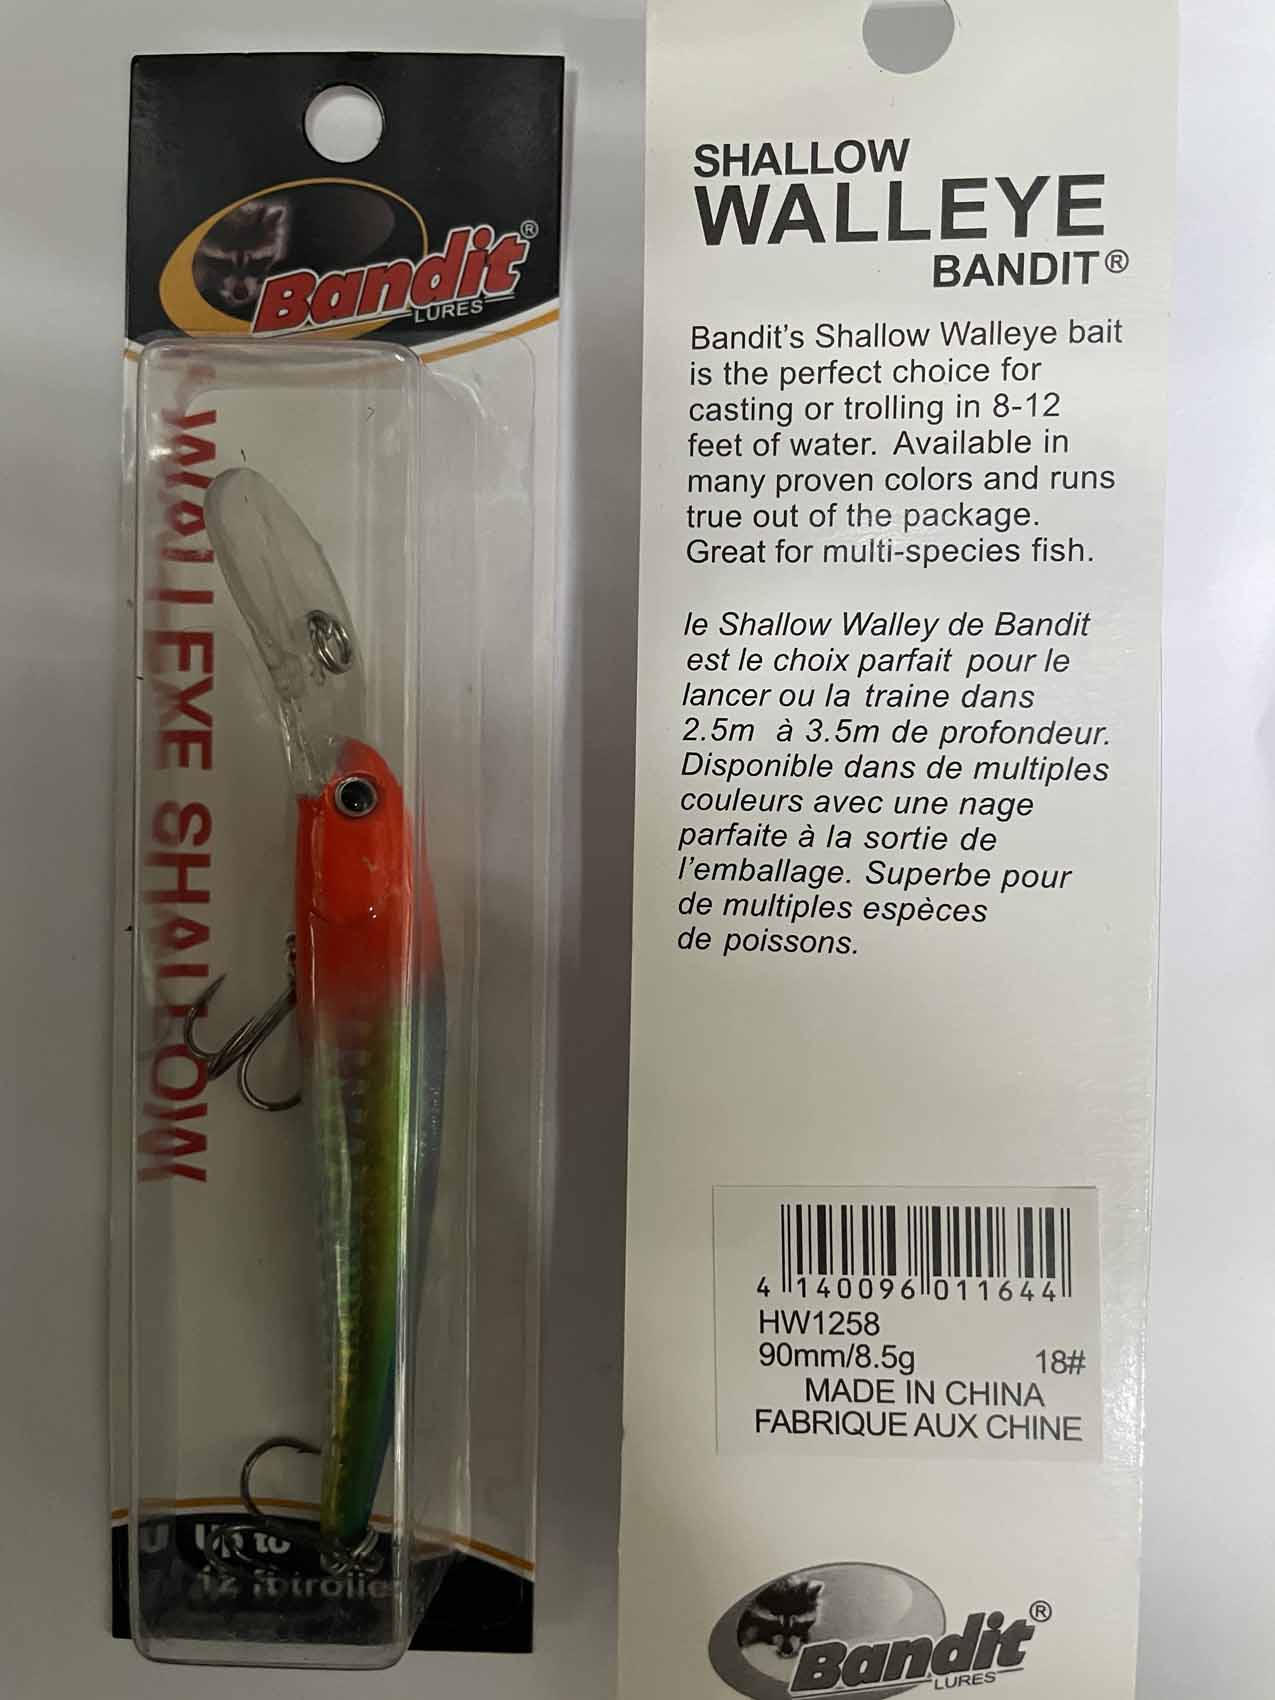 Bandit®
LURES
WALLEYE SHALLOW
Up to
12 ft
SHALLOW
WALLEYE
BANDIT®
Bandit's Shallow Walleye bait
is the perfect choice for
casting or trolling in 8-12
feet of water. Available in
many proven colors and runs
true out of the package.
Great for multi-species fish.
le Shallow Walley de Bandit
est le choix parfait pour le
lancer ou la traine dans
2.5m à 3.5m de profondeur.
Disponible dans de multiples
couleurs avec une nage
parfaite à la sortie de
l'emballage. Superbe pour
de multiples espèces
de poissons.
4 140096 011644
HW1258
90mm/8.5g 18#
MADE IN CHINA
FABRIQUE AUX CHINE
Bandit®
LURES